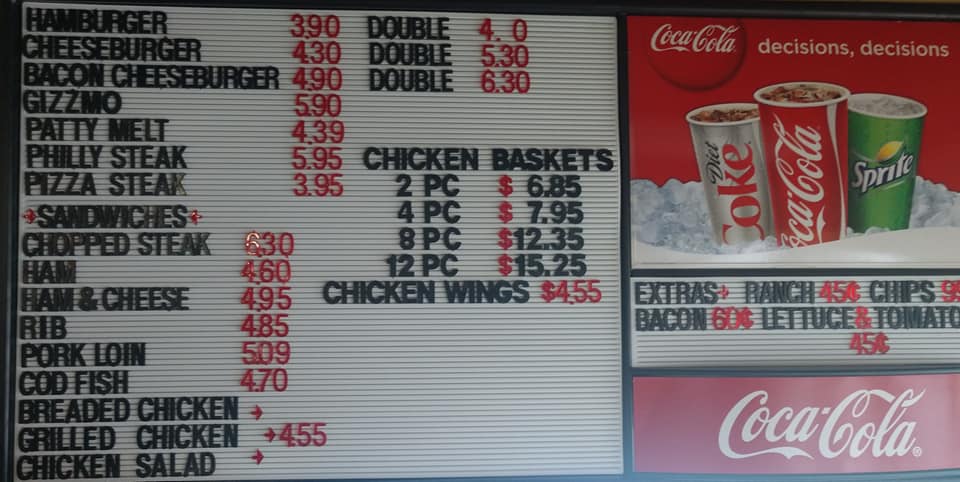 HAMBURGER 3.90 DOUBLE 4. 0
CHEESEBURGER 4.30 DOUBLE 5.30
BACON CHEESEBURGER 4.90 DOUBLE 6.30
GIZZMO 5.90
PATTY MELT 4.39
PHILLY STEAK 5.95
PIZZA STEAK 3.95
SANDWICHES
CHOPPED STEAK 6.30
HAM 4.60
HAM & CHEESE 4.95
RIB 4.85
PORK LOIN 5.09
COD FISH 4.70
BREADED CHICKEN
GRILLED CHICKEN 4.55
CHICKEN SALAD
CHICKEN BASKETS
2 PC $ 6.85
4 PC $ 7.95
8 PC $12.35
12 PC $15.25
CHICKEN WINGS $4.55
Coca-Cola decisions, decisions
Diet Coke
Coca-Cola
Sprite
EXTRAS RANCH 45¢ CHIPS 99
BACON 60¢ LETTUCE & TOMATO
45¢
Coca-Cola®